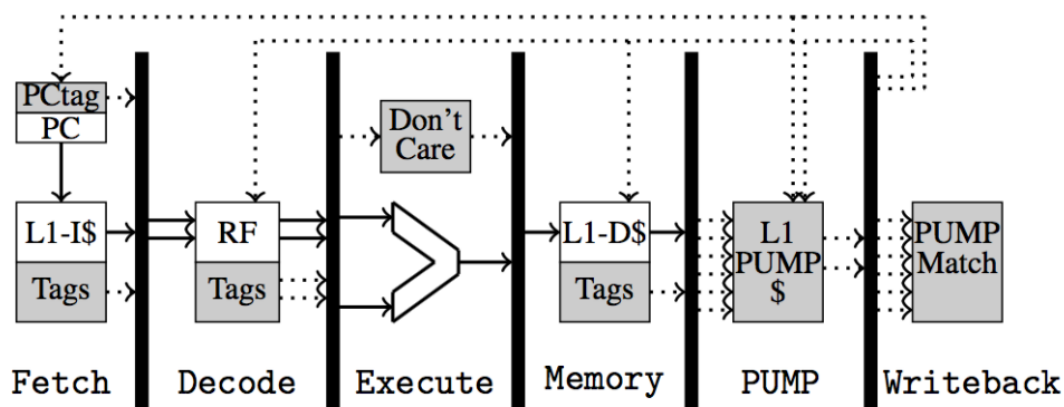 PCtag
PC
Don't
Care
L1-I$
Tags
RF
Tags
L1-D$
Tags
L1
PUMP
$
PUMP
Match
Fetch
Decode
Execute
Memory
PUMP
Writeback